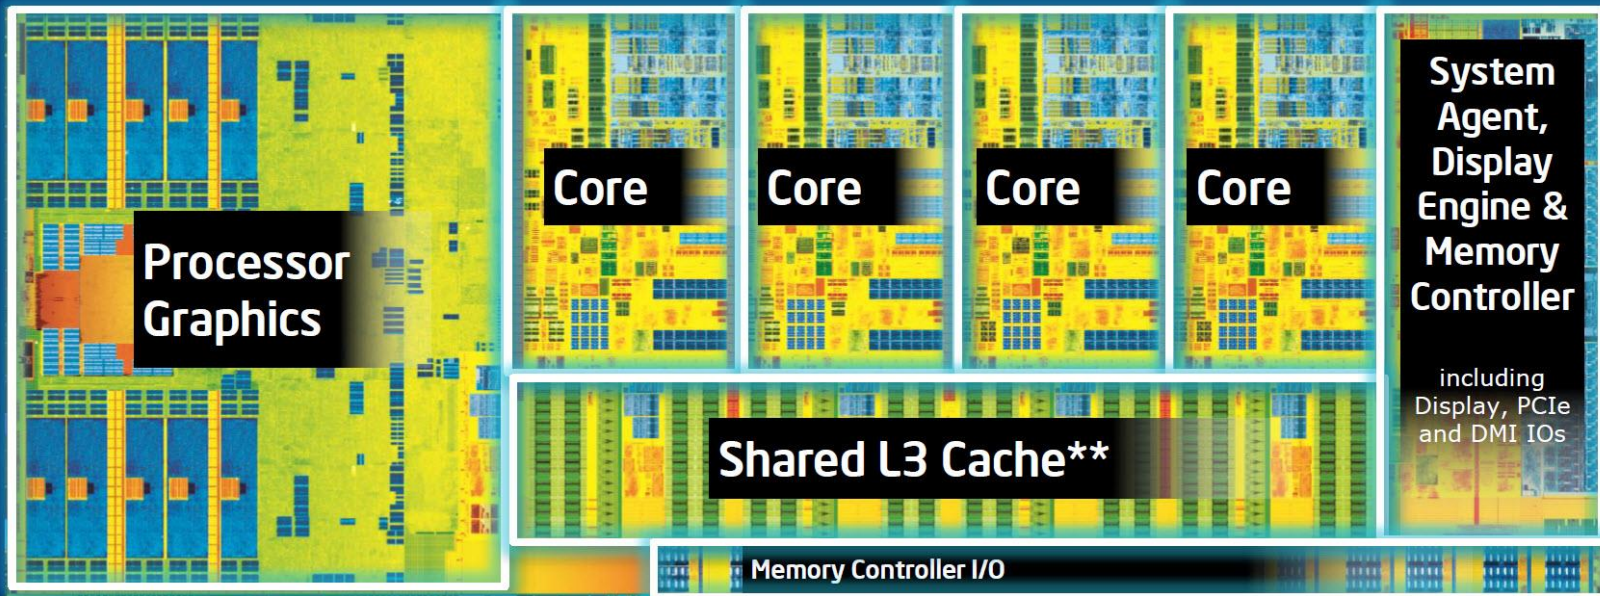 Processor
Graphics
Core
Core
Core
Core
System
Agent,
Display
Engine &
Memory
Controller
including
Display, PCIe
and DMI IOs
Shared L3 Cache**
Memory Controller I/O